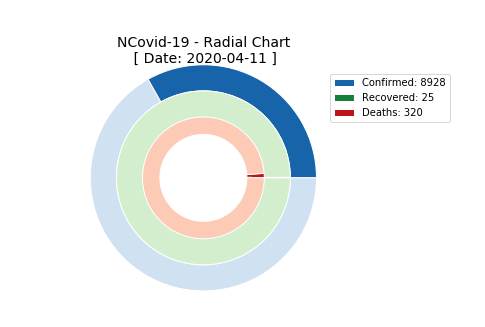 NCovid-19 - Radial Chart
[ Date: 2020-04-11 ]
Confirmed: 8928
Recovered: 25
Deaths: 320